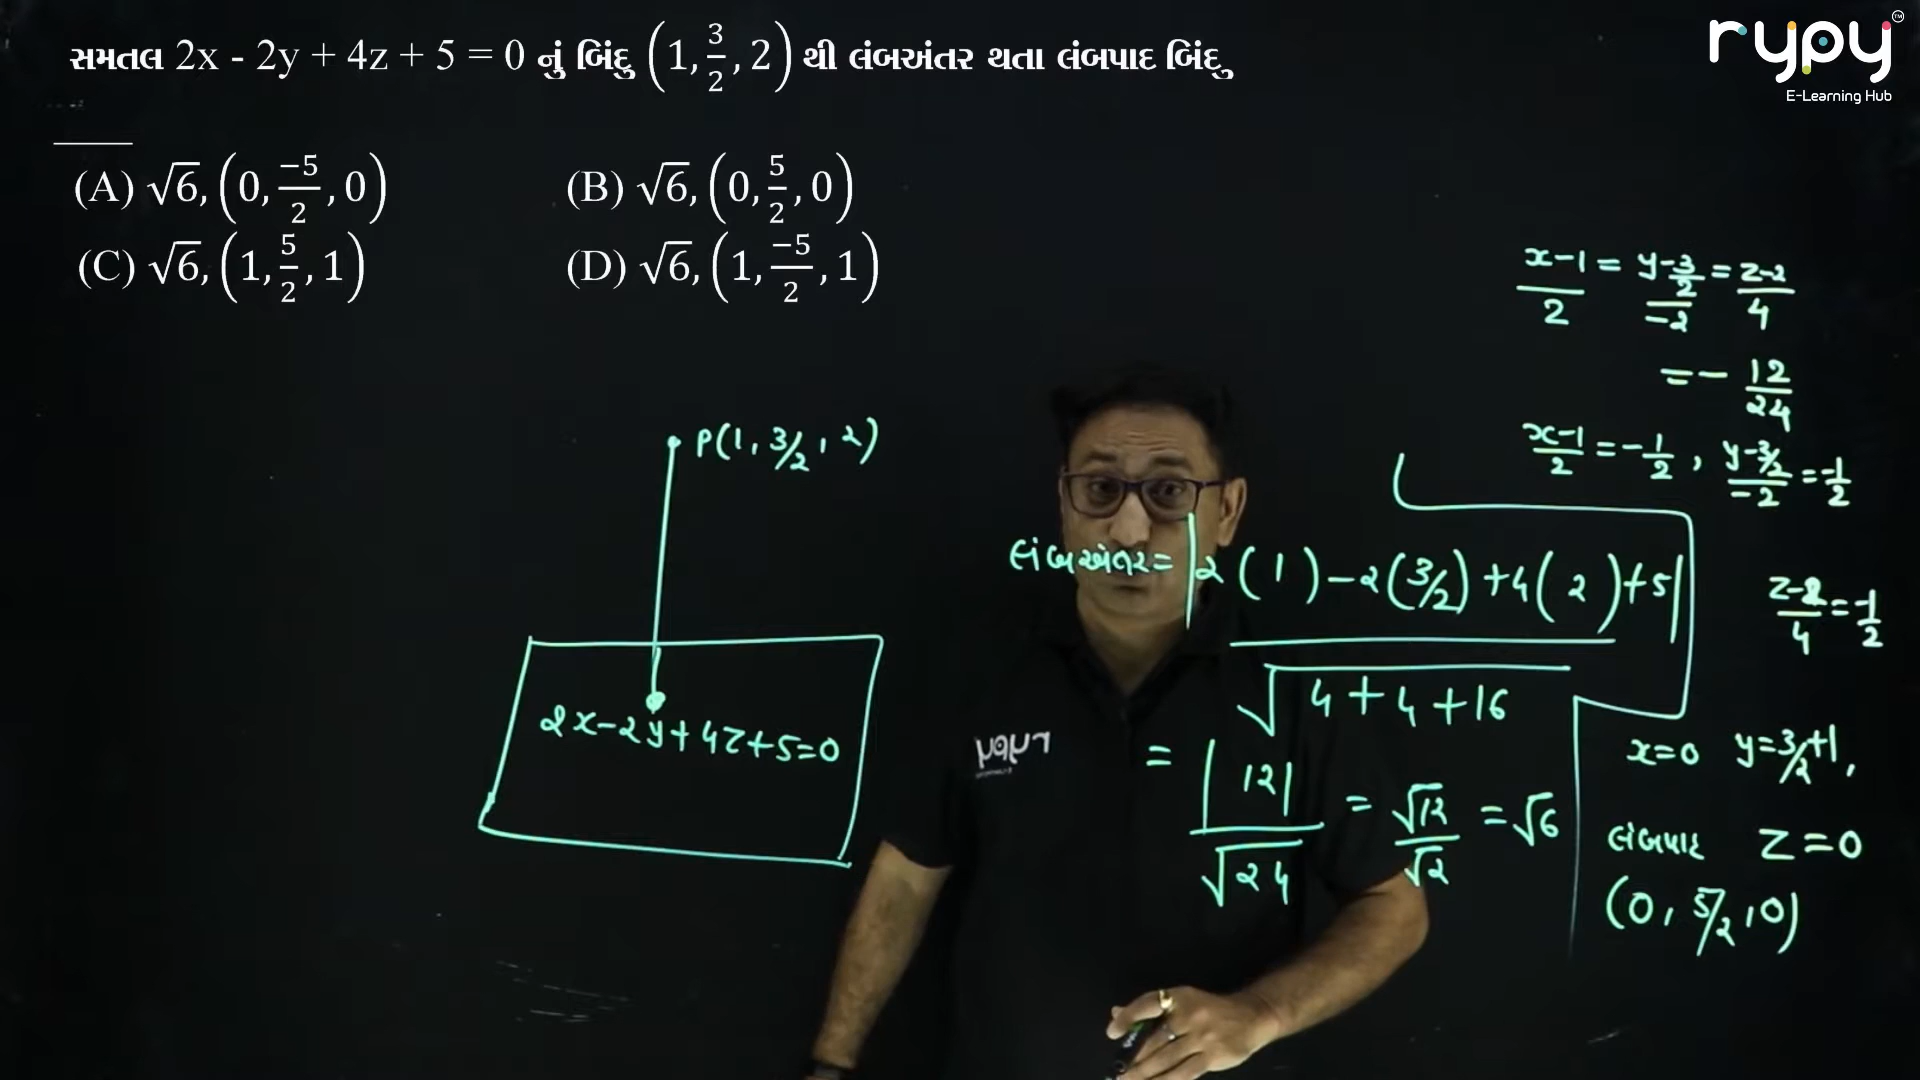 rypy ™
E-Learning Hub
સમતલ 2x - 2y + 4z + 5 = 0 નું બિંદુ (1, 3/2, 2) થી લંબઅંતર થતા લંબપાદ બિંદુ
...
______
(A) √6, (0, -5/2, 0)
(B) √6, (0, 5/2, 0)
(C) √6, (1, 5/2, 1)
(D) √6, (1, -5/2, 1)
P(1, 3/2, 2)
2x-2y+4z+5=0
લંબઅંતર = |2(1)-2(3/2)+4(2)+5|
√4+4+16
= |12|/√24 = √12/√2 = √6
(x-1)/2 = (y-3/2)/-2 = (z-2)/4
= - 12/24
(x-1)/2 = -1/2, (y-3/2)/-2 = -1/2
(z-2)/4 = -1/2
x=0 y=3/2+1,
લંબપાદ z=0
(0, 5/2, 0)